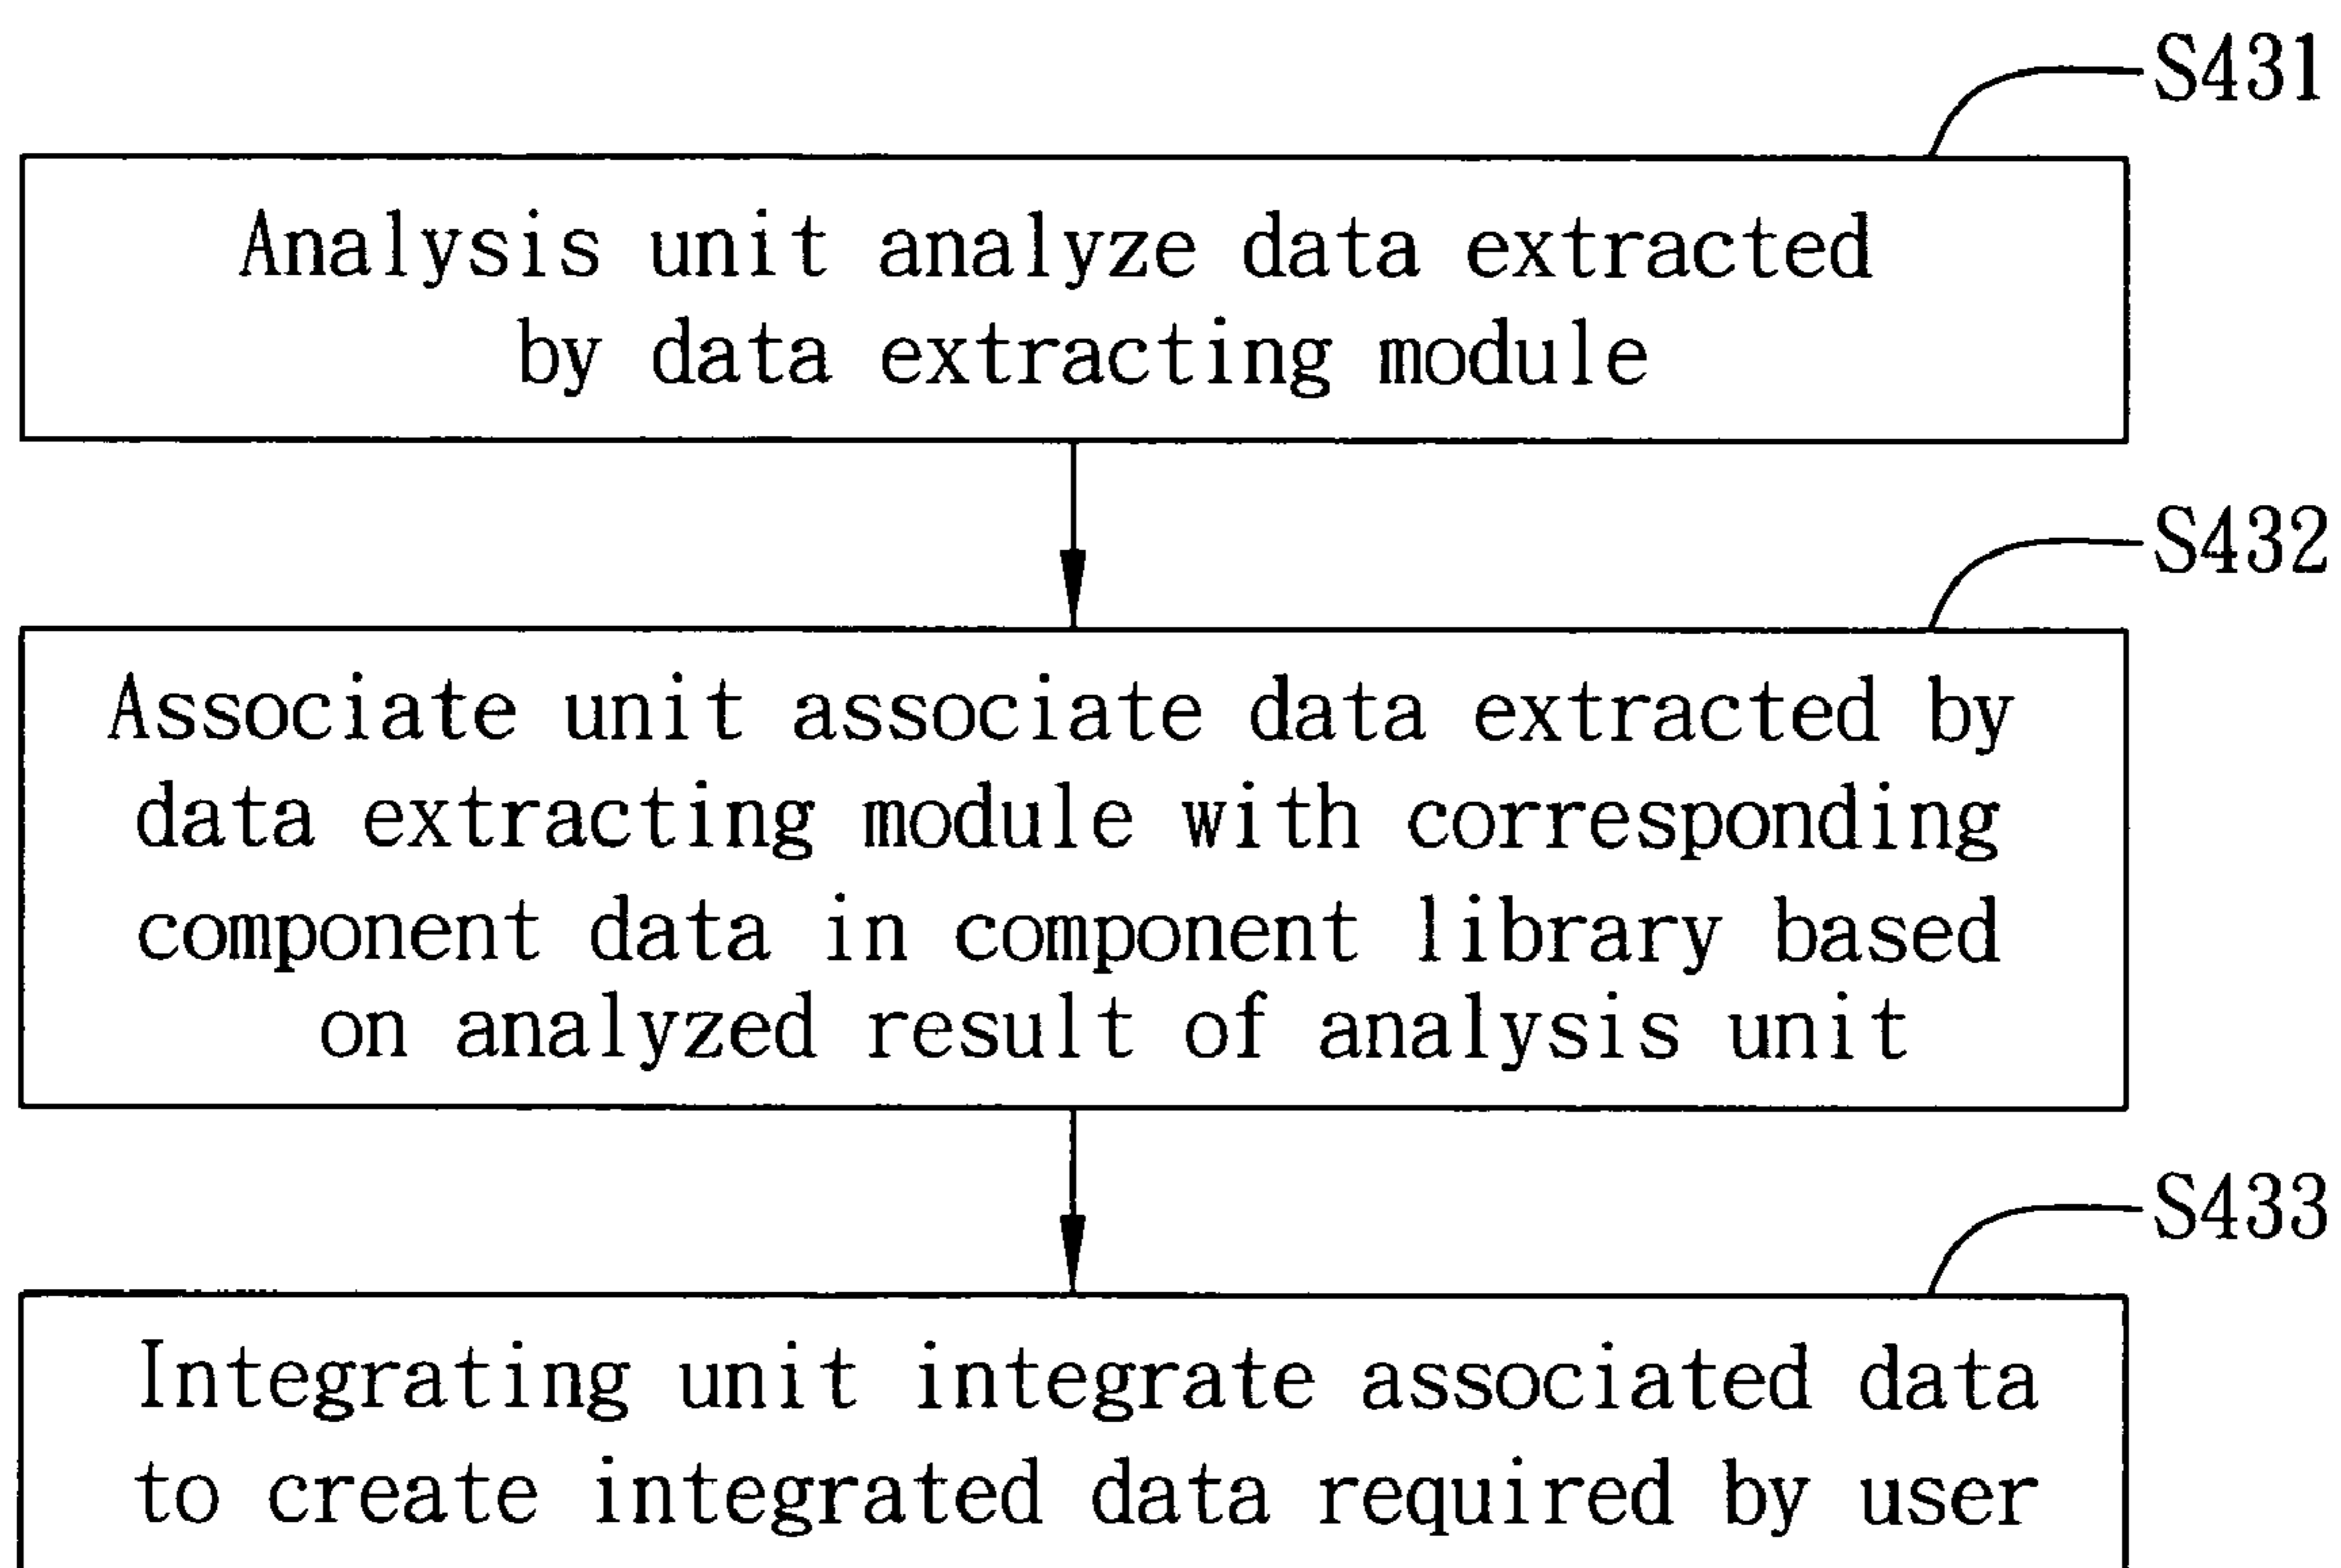 S431
Analysis unit analyze data extracted
by data extracting module
S432
Associate unit associate data extracted by
data extracting module with corresponding
component data in component library based
on analyzed result of analysis unit
S433
Integrating unit integrate associated data
to create integrated data required by user